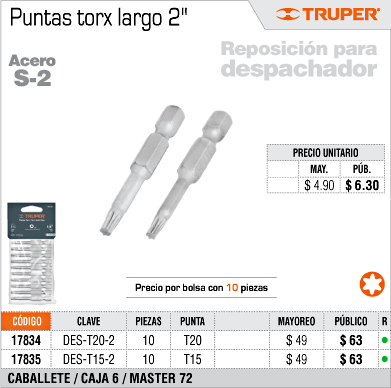 Puntas torx largo 2"
TRUPER
Acero
S-2
Reposición para
despachador
PRECIO UNITARIO
MAY. PÚB.
$ 4.90 $ 6.30
TRUPER
Precio por bolsa con 10 piezas
CÓDIGO CLAVE PIEZAS PUNTA MAYOREO PÚBLICO R
17834 DES-T20-2 10 T20 $ 49 $ 63
17835 DES-T15-2 10 T15 $ 49 $ 63
CABALLETE / CAJA 6 / MASTER 72